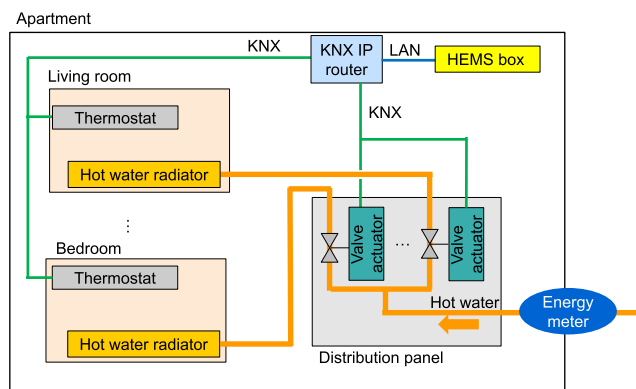 Apartment
KNX
KNX IP
router
LAN
HEMS box
Living room
Thermostat
KNX
Hot water radiator
⋮
Bedroom
Thermostat
Valve
actuator
...
Valve
actuator
Hot water
Energy
meter
Hot water radiator
Distribution panel